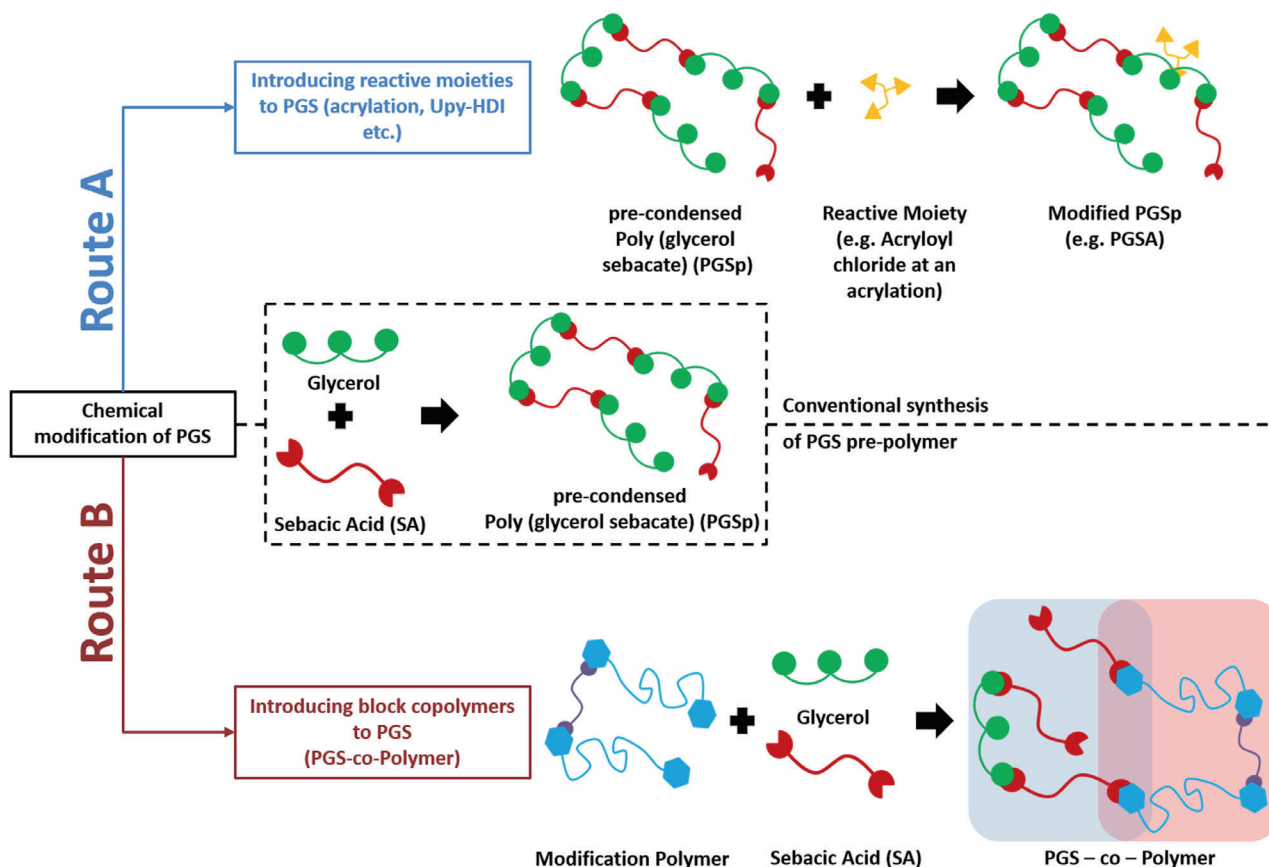 Route A
Introducing reactive moieties
to PGS (acrylation, Upy-HDI
etc.)
pre-condensed
Poly (glycerol
sebacate) (PGSp)
Reactive Moiety
(e.g. Acryloyl
chloride at an
acrylation)
Modified PGSp
(e.g. PGSA)
Chemical
modification of PGS
Glycerol
Sebacic Acid (SA)
pre-condensed
Poly (glycerol sebacate) (PGSp)
Conventional synthesis
of PGS pre-polymer
Route B
Introducing block copolymers
to PGS
(PGS-co-Polymer)
Modification Polymer
Glycerol
Sebacic Acid (SA)
PGS – co – Polymer